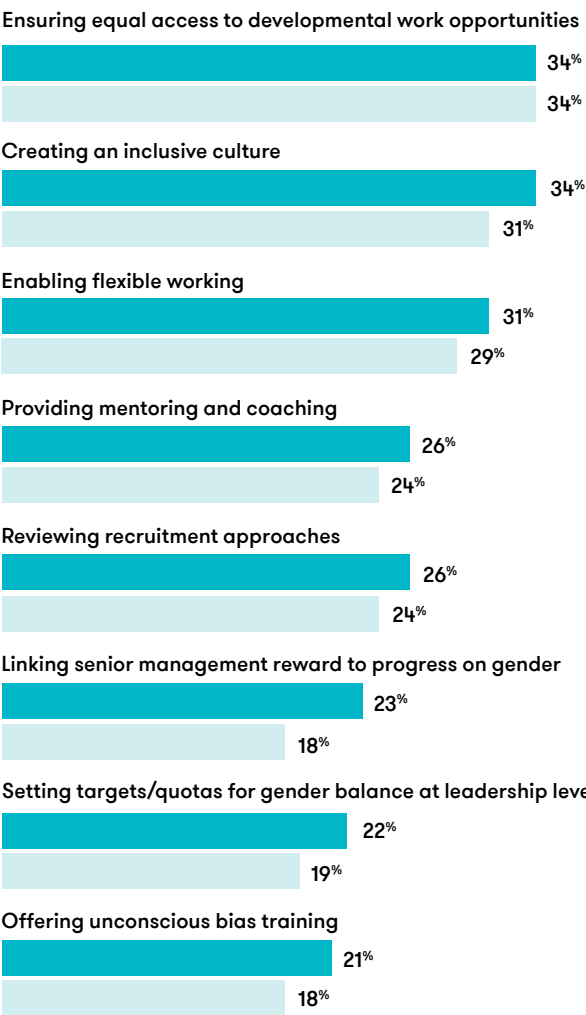 Ensuring equal access to developmental work opportunities
34%
34%
Creating an inclusive culture
34%
31%
Enabling flexible working
31%
29%
Providing mentoring and coaching
26%
24%
Reviewing recruitment approaches
26%
24%
Linking senior management reward to progress on gender
23%
18%
Setting targets/quotas for gender balance at leadership leve
22%
19%
Offering unconscious bias training
21%
18%